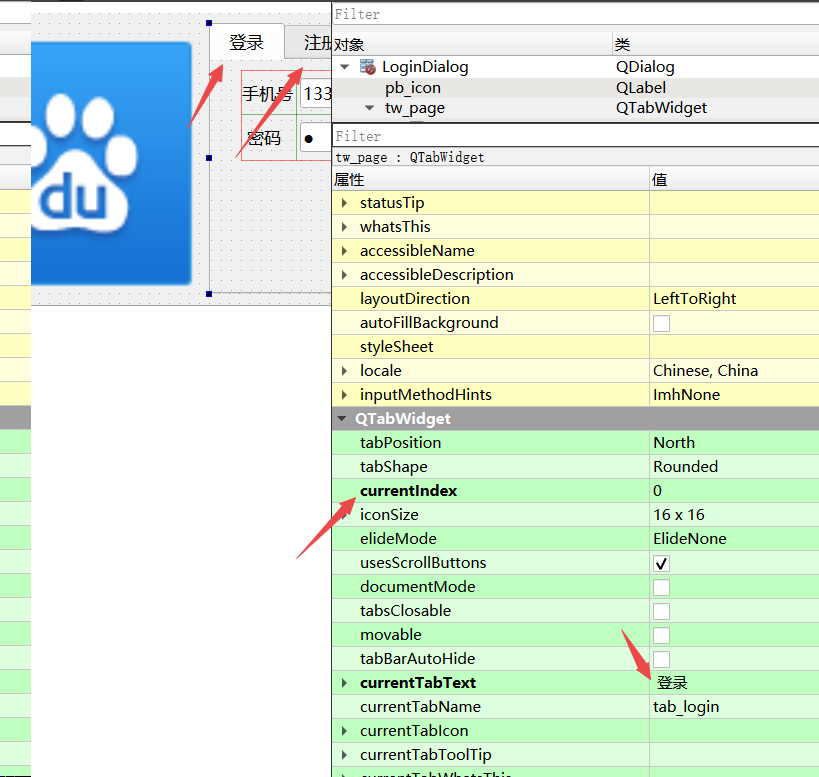 登录
注册
手机号
133
密码
du
Filter
对象 类
LoginDialog QDialog
pb_icon QLabel
tw_page QTabWidget
Filter
tw_page : QTabWidget
属性 值
statusTip
whatsThis
accessibleName
accessibleDescription
layoutDirection LeftToRight
autoFillBackground
styleSheet
locale Chinese, China
inputMethodHints ImhNone
QTabWidget
tabPosition North
tabShape Rounded
currentIndex 0
iconSize 16 x 16
elideMode ElideNone
usesScrollButtons
documentMode
tabsClosable
movable
tabBarAutoHide
currentTabText 登录
currentTabName tab_login
currentTabIcon
currentTabToolTip
currentTabWhatsThis